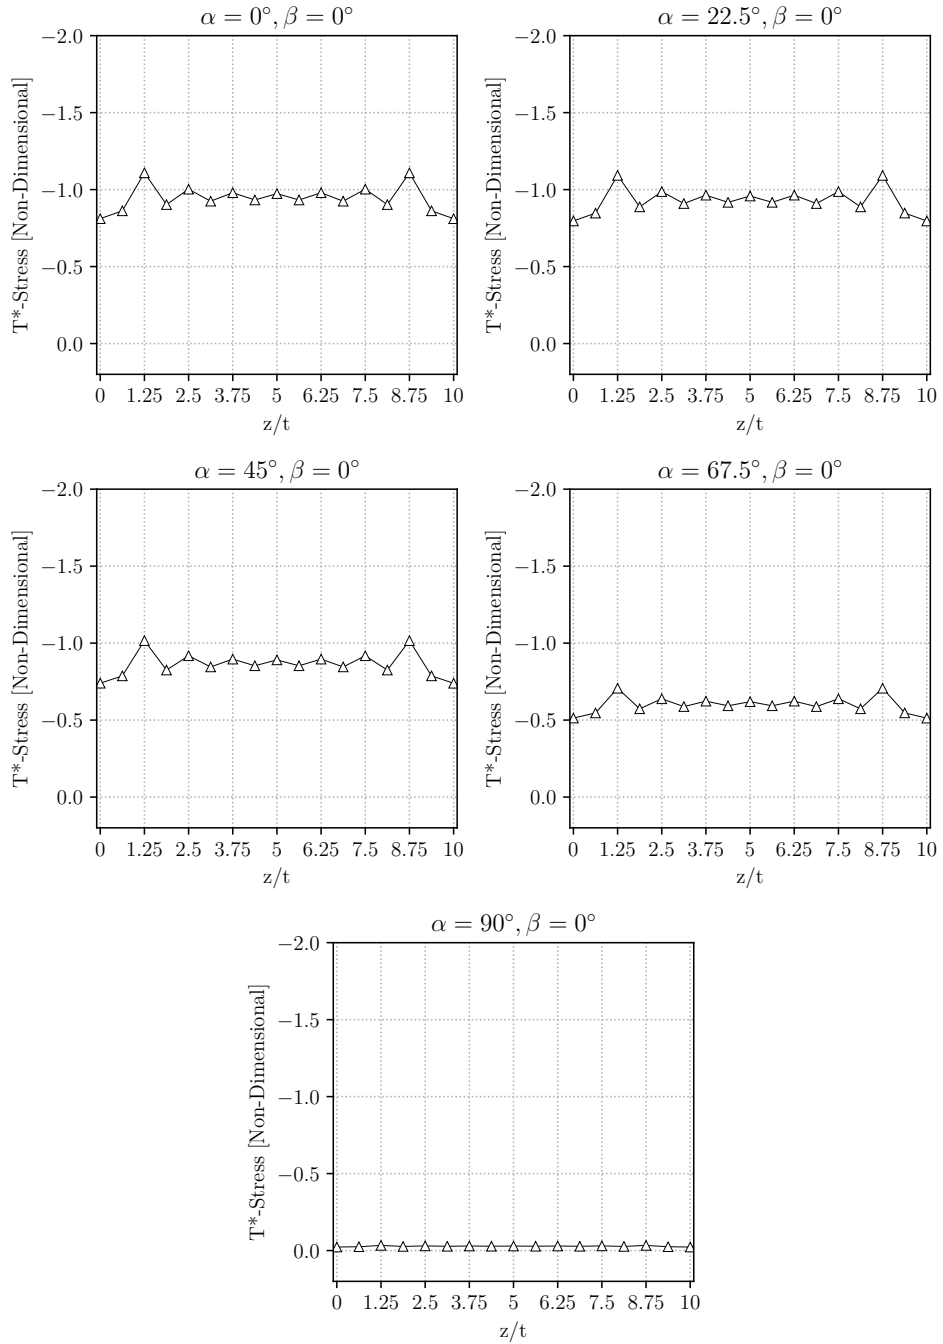 α = 0°, β = 0°
T*-Stress [Non-Dimensional]
−2.0
−1.5
−1.0
−0.5
0.0
0 1.25 2.5 3.75 5 6.25 7.5 8.75 10
z/t
α = 22.5°, β = 0°
T*-Stress [Non-Dimensional]
−2.0
−1.5
−1.0
−0.5
0.0
0 1.25 2.5 3.75 5 6.25 7.5 8.75 10
z/t
α = 45°, β = 0°
T*-Stress [Non-Dimensional]
−2.0
−1.5
−1.0
−0.5
0.0
0 1.25 2.5 3.75 5 6.25 7.5 8.75 10
z/t
α = 67.5°, β = 0°
T*-Stress [Non-Dimensional]
−2.0
−1.5
−1.0
−0.5
0.0
0 1.25 2.5 3.75 5 6.25 7.5 8.75 10
z/t
α = 90°, β = 0°
T*-Stress [Non-Dimensional]
−2.0
−1.5
−1.0
−0.5
0.0
0 1.25 2.5 3.75 5 6.25 7.5 8.75 10
z/t